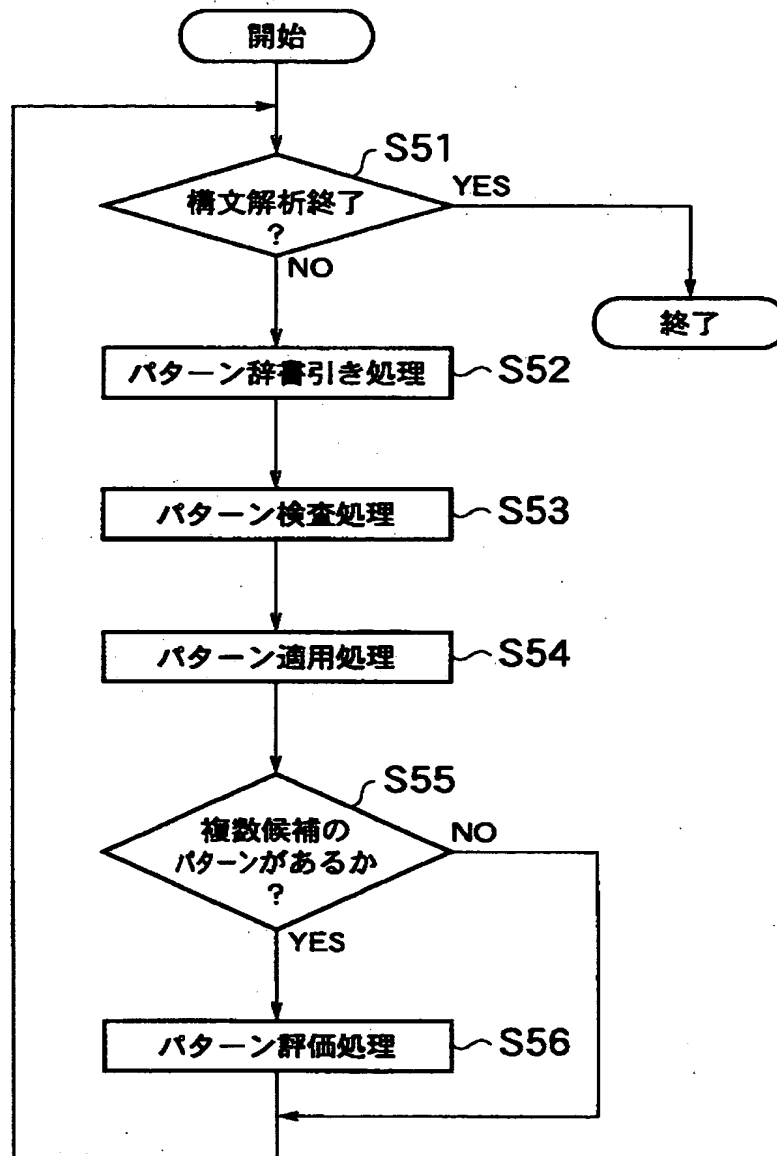 開始
S51
構文解析終了
?
YES
NO
終了
パターン辞書引き処理
S52
パターン検査処理
S53
パターン適用処理
S54
S55
複数候補の
パターンがあるか
?
NO
YES
パターン評価処理
S56